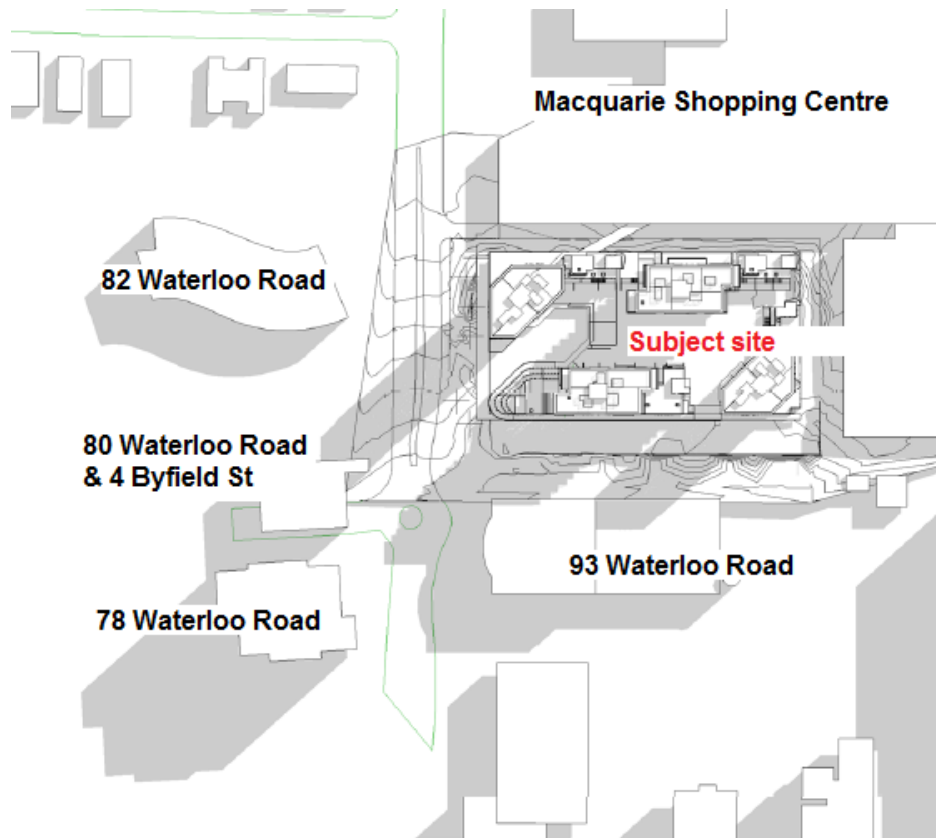 Macquarie Shopping Centre
82 Waterloo Road
Subject site
80 Waterloo Road
& 4 Byfield St
93 Waterloo Road
78 Waterloo Road